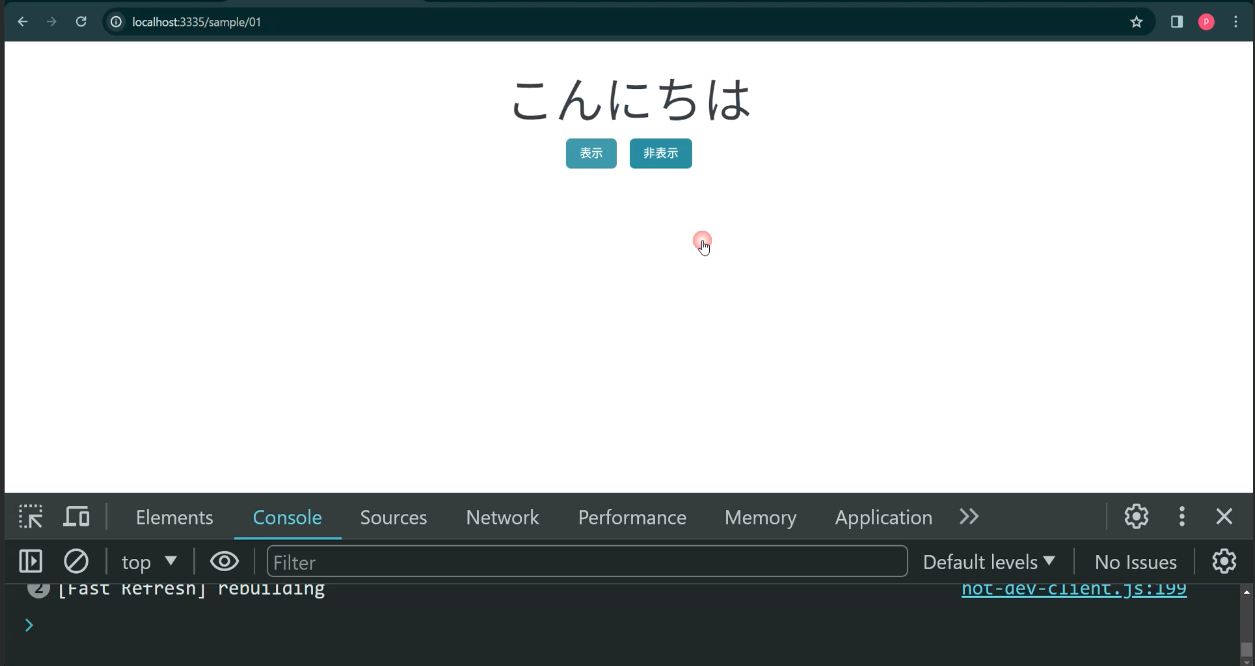 localhost:3335/sample/01
P
こんにちは
表示 非表示
Elements Console Sources Network Performance Memory Application
top Filter Default levels No Issues
2 [Fast Refresh] rebuilding hot-dev-client.js:199